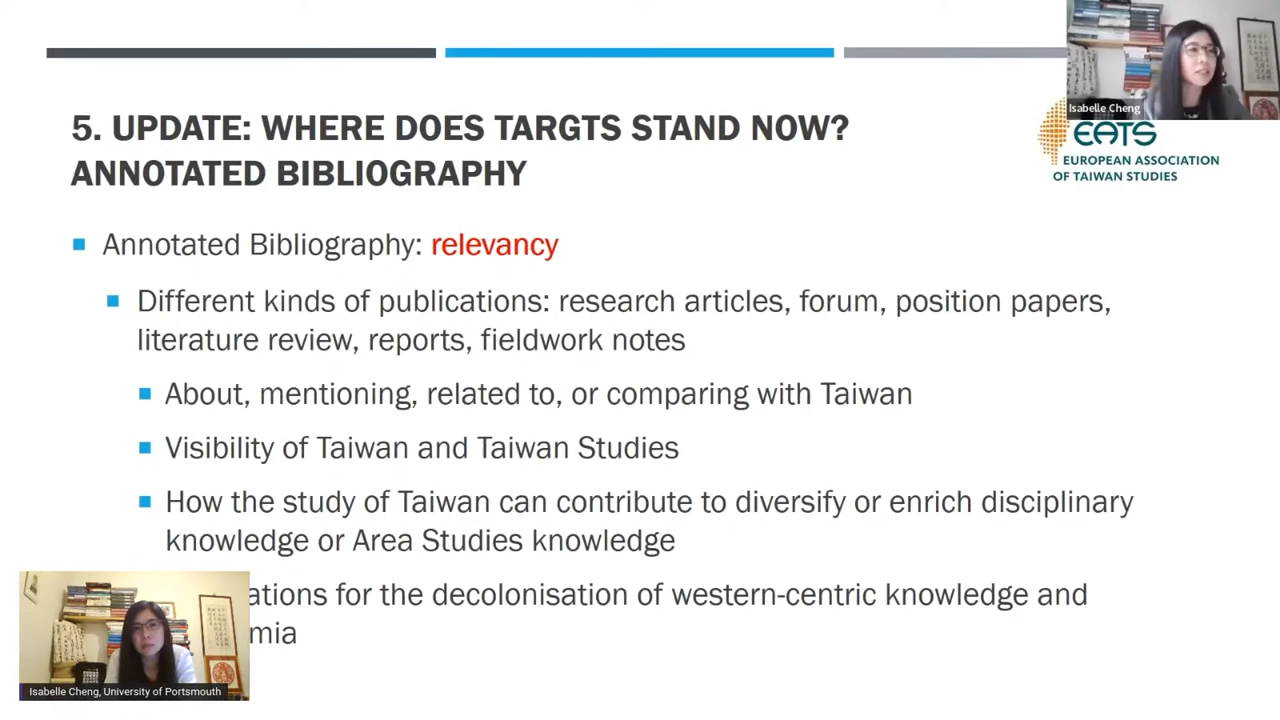 5. UPDATE: WHERE DOES TARGTS STAND NOW?
ANNOTATED BIBLIOGRAPHY
Isabelle Cheng
EATS
EUROPEAN ASSOCIATION
OF TAIWAN STUDIES
Annotated Bibliography: relevancy
Different kinds of publications: research articles, forum, position papers,
literature review, reports, fieldwork notes
About, mentioning, related to, or comparing with Taiwan
Visibility of Taiwan and Taiwan Studies
How the study of Taiwan can contribute to diversify or enrich disciplinary
knowledge or Area Studies knowledge
ations for the decolonisation of western-centric knowledge and
mia
Isabelle Cheng, University of Portsmouth